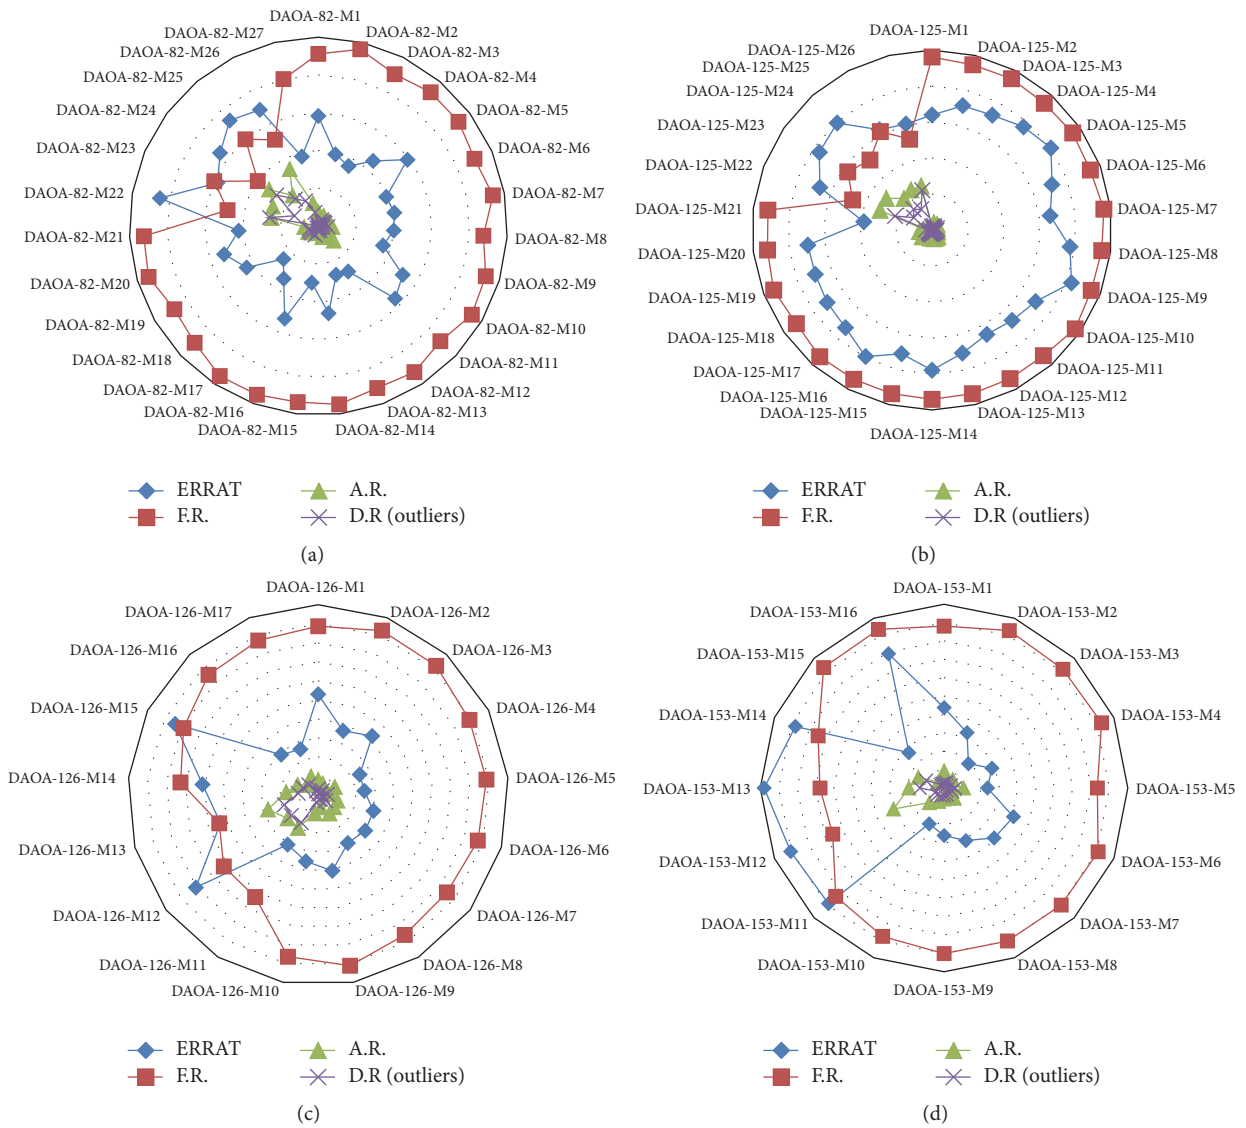 DAOA-82-M1
DAOA-82-M2
DAOA-82-M3
DAOA-82-M4
DAOA-82-M5
DAOA-82-M6
DAOA-82-M7
DAOA-82-M8
DAOA-82-M9
DAOA-82-M10
DAOA-82-M11
DAOA-82-M12
DAOA-82-M13
DAOA-82-M14
DAOA-82-M15
DAOA-82-M16
DAOA-82-M17
DAOA-82-M18
DAOA-82-M19
DAOA-82-M20
DAOA-82-M21
DAOA-82-M22
DAOA-82-M23
DAOA-82-M24
DAOA-82-M25
DAOA-82-M26
DAOA-82-M27
ERRAT
F.R.
A.R.
D.R (outliers)
(a)
DAOA-125-M1
DAOA-125-M2
DAOA-125-M3
DAOA-125-M4
DAOA-125-M5
DAOA-125-M6
DAOA-125-M7
DAOA-125-M8
DAOA-125-M9
DAOA-125-M10
DAOA-125-M11
DAOA-125-M12
DAOA-125-M13
DAOA-125-M14
DAOA-125-M15
DAOA-125-M16
DAOA-125-M17
DAOA-125-M18
DAOA-125-M19
DAOA-125-M20
DAOA-125-M21
DAOA-125-M22
DAOA-125-M23
DAOA-125-M24
DAOA-125-M25
DAOA-125-M26
ERRAT
F.R.
A.R.
D.R (outliers)
(b)
DAOA-126-M1
DAOA-126-M2
DAOA-126-M3
DAOA-126-M4
DAOA-126-M5
DAOA-126-M6
DAOA-126-M7
DAOA-126-M8
DAOA-126-M9
DAOA-126-M10
DAOA-126-M11
DAOA-126-M12
DAOA-126-M13
DAOA-126-M14
DAOA-126-M15
DAOA-126-M16
DAOA-126-M17
ERRAT
F.R.
A.R.
D.R (outliers)
(c)
DAOA-153-M1
DAOA-153-M2
DAOA-153-M3
DAOA-153-M4
DAOA-153-M5
DAOA-153-M6
DAOA-153-M7
DAOA-153-M8
DAOA-153-M9
DAOA-153-M10
DAOA-153-M11
DAOA-153-M12
DAOA-153-M13
DAOA-153-M14
DAOA-153-M15
DAOA-153-M16
ERRAT
F.R.
A.R.
D.R (outliers)
(d)